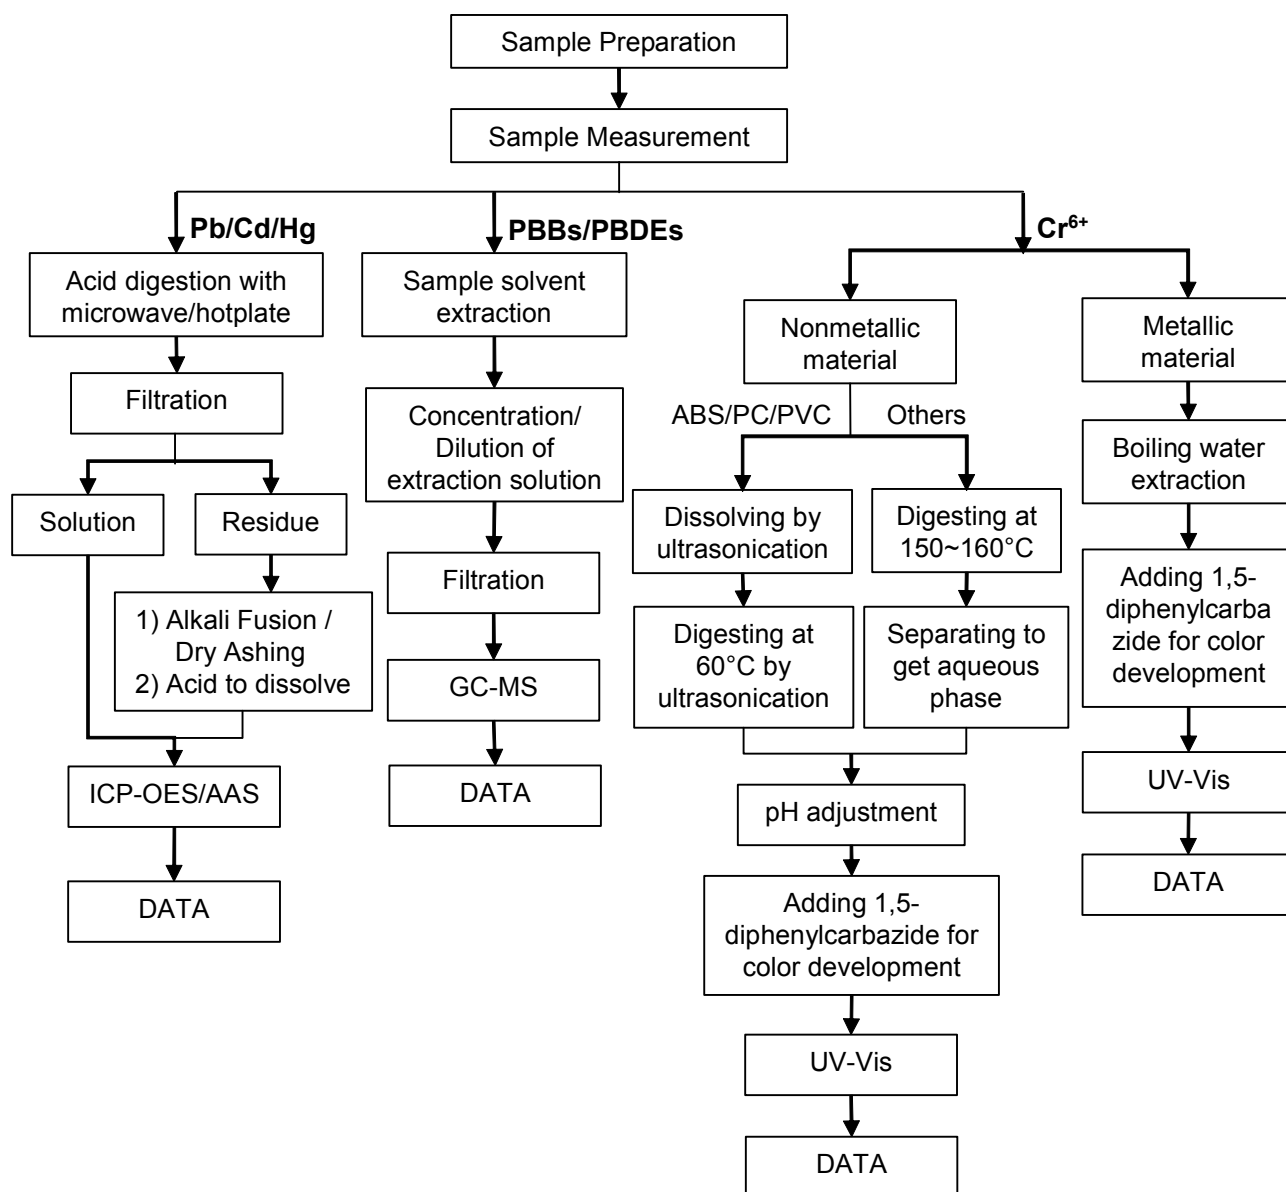 Sample Preparation
Sample Measurement
Pb/Cd/Hg
PBBs/PBDEs
Cr⁶⁺
Acid digestion with
microwave/hotplate
Filtration
Solution
Residue
1) Alkali Fusion /
Dry Ashing
2) Acid to dissolve
ICP-OES/AAS
DATA
Sample solvent
extraction
Concentration/
Dilution of
extraction solution
Filtration
GC-MS
DATA
Nonmetallic
material
ABS/PC/PVC
Others
Dissolving by
ultrasonication
Digesting at
60°C by
ultrasonication
Digesting at
150~160°C
Separating to
get aqueous
phase
pH adjustment
Adding 1,5-
diphenylcarbazide for
color development
UV-Vis
DATA
Metallic
material
Boiling water
extraction
Adding 1,5-
diphenylcarba
zide for color
development
UV-Vis
DATA